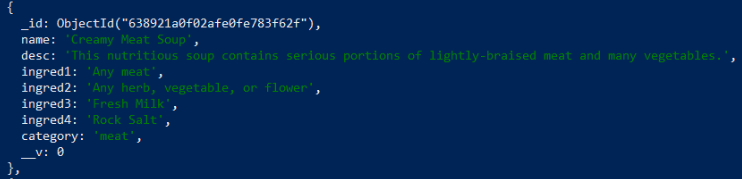 {
_id: ObjectId("638921a0f02afe0fe783f62f"),
name: 'Creamy Meat Soup',
desc: 'This nutritious soup contains serious portions of lightly-braised meat and many vegetables.',
ingred1: 'Any meat',
ingred2: 'Any herb, vegetable, or flower',
ingred3: 'Fresh Milk',
ingred4: 'Rock Salt',
category: 'meat',
__v: 0
},